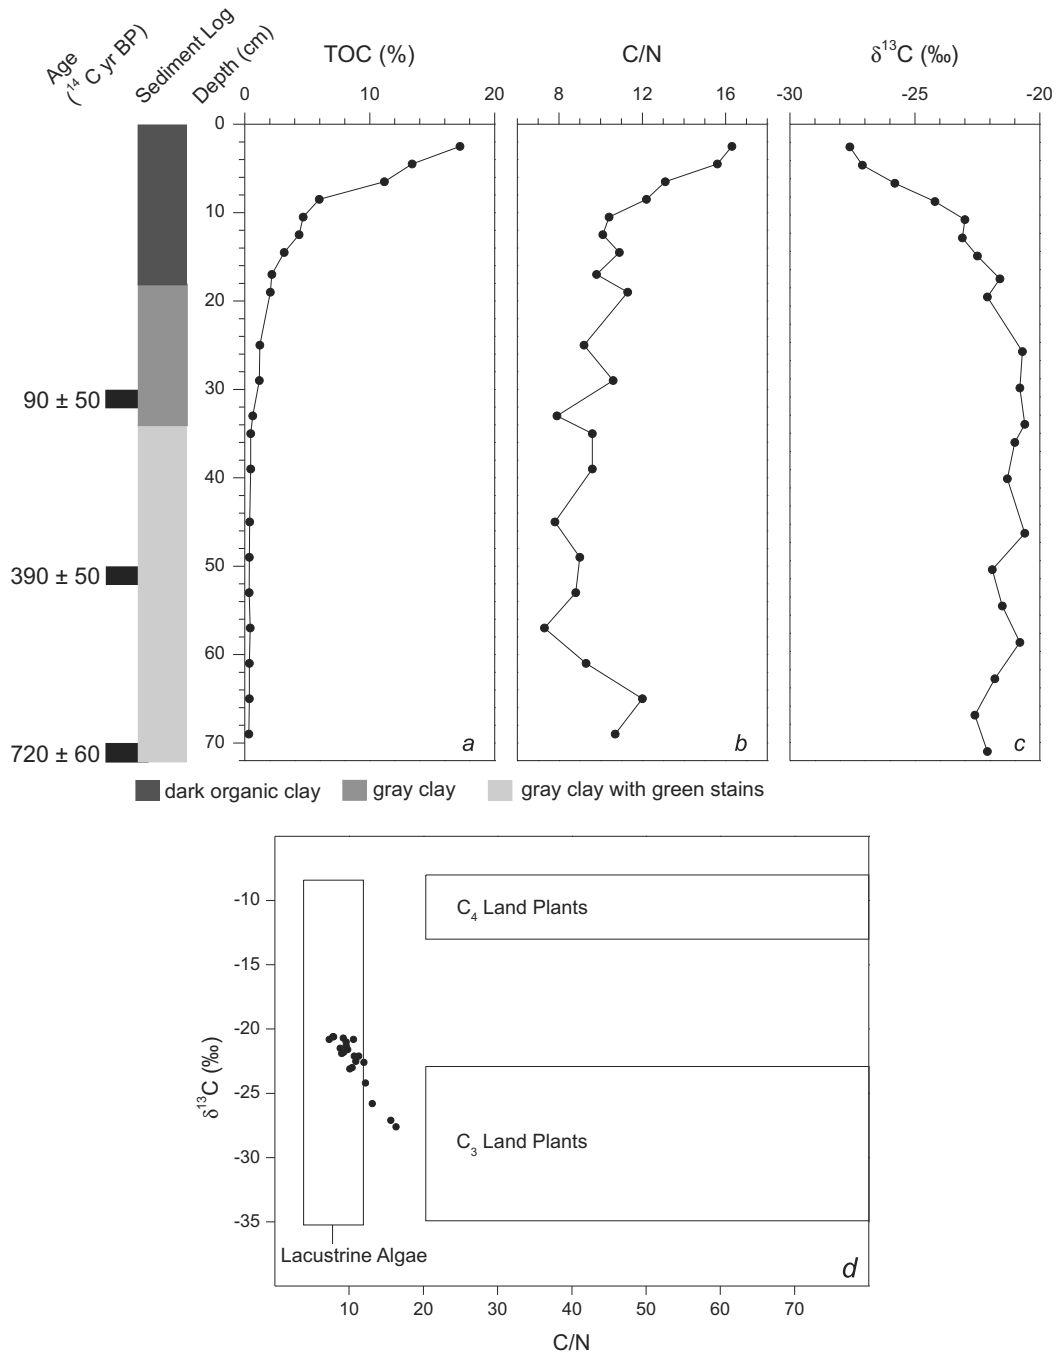 Age
(¹⁴ C yr BP)
Sediment Log
Depth (cm)
TOC (%)
C/N
δ¹³C (‰)
0 10 20
8 12 16
-30 -25 -20
0
10
20
30
40
50
60
70
90 ± 50
390 ± 50
720 ± 60
a
b
c
dark organic clay
gray clay
gray clay with green stains
-10
-15
-20
-25
-30
-35
δ¹³C (‰)
C₄ Land Plants
C₃ Land Plants
Lacustrine Algae
d
10 20 30 40 50 60 70
C/N